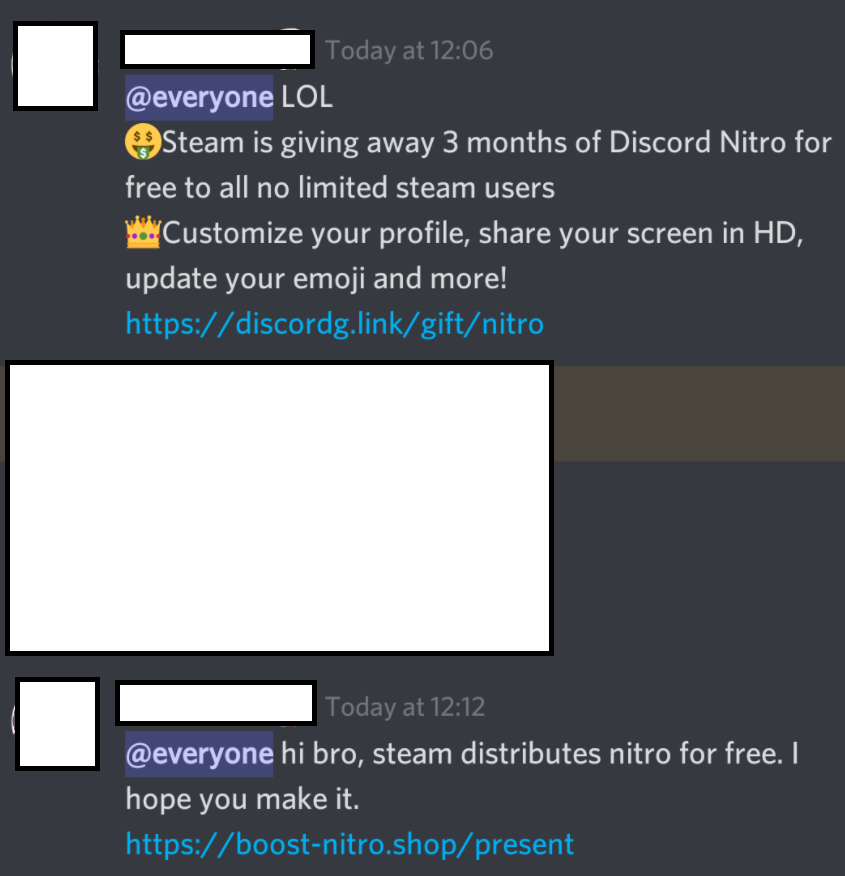 Today at 12:06
@everyone LOL
🤑Steam is giving away 3 months of Discord Nitro for
free to all no limited steam users
👑Customize your profile, share your screen in HD,
update your emoji and more!
https://discordg.link/gift/nitro
Today at 12:12
@everyone hi bro, steam distributes nitro for free. I
hope you make it.
https://boost-nitro.shop/present